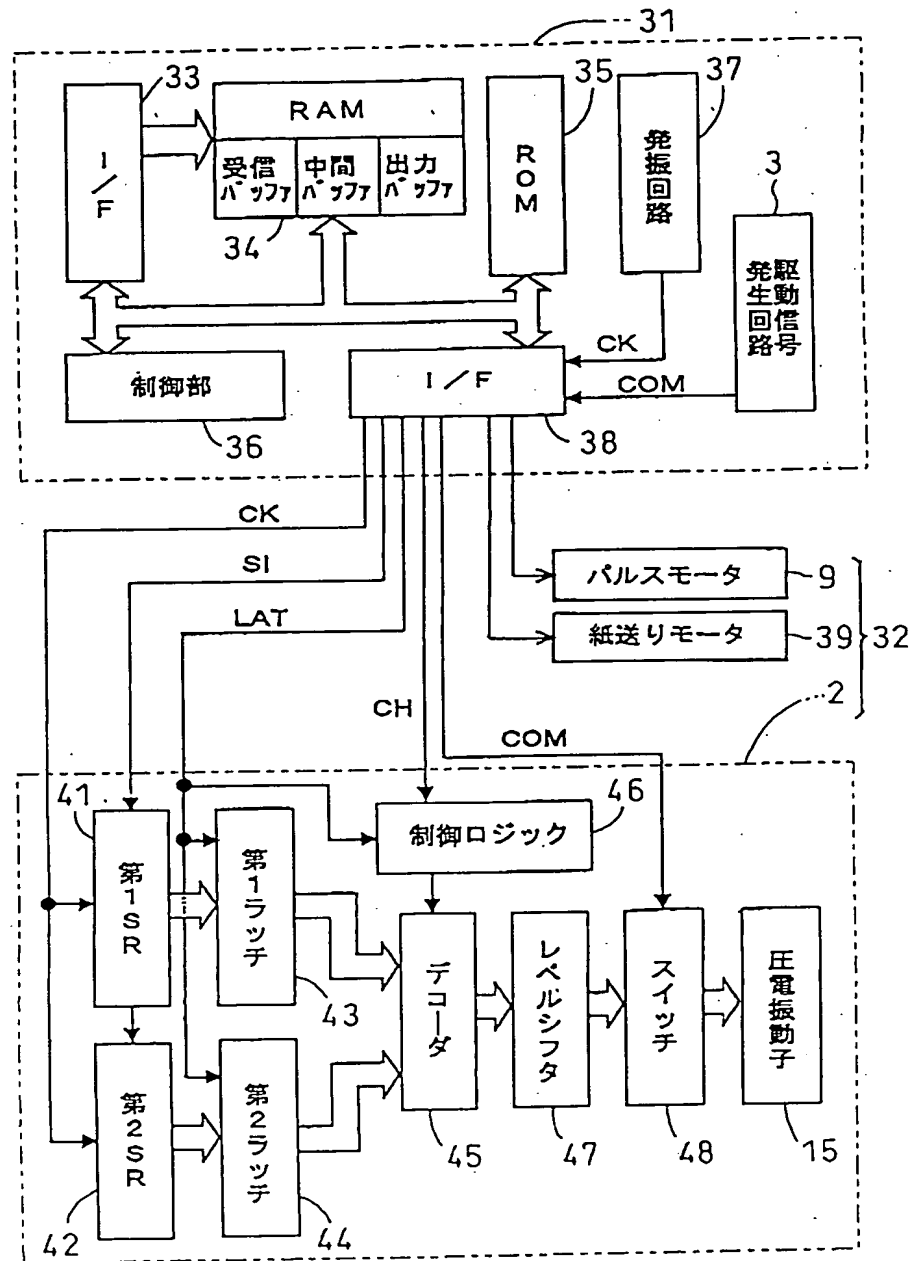 31
33
I／F
RAM
受信バッファ
中間バッファ
出力バッファ
34
35
ROM
37
発振回路
3
駆動信号発生回路
CK
COM
制御部
36
I／F
38
CK
SI
LAT
CH
COM
パルスモータ
9
紙送りモータ
39
32
2
41
第1SR
第1ラッチ
43
制御ロジック
46
デコーダ
45
レベルシフタ
47
スイッチ
48
圧電振動子
15
第2SR
42
第2ラッチ
44